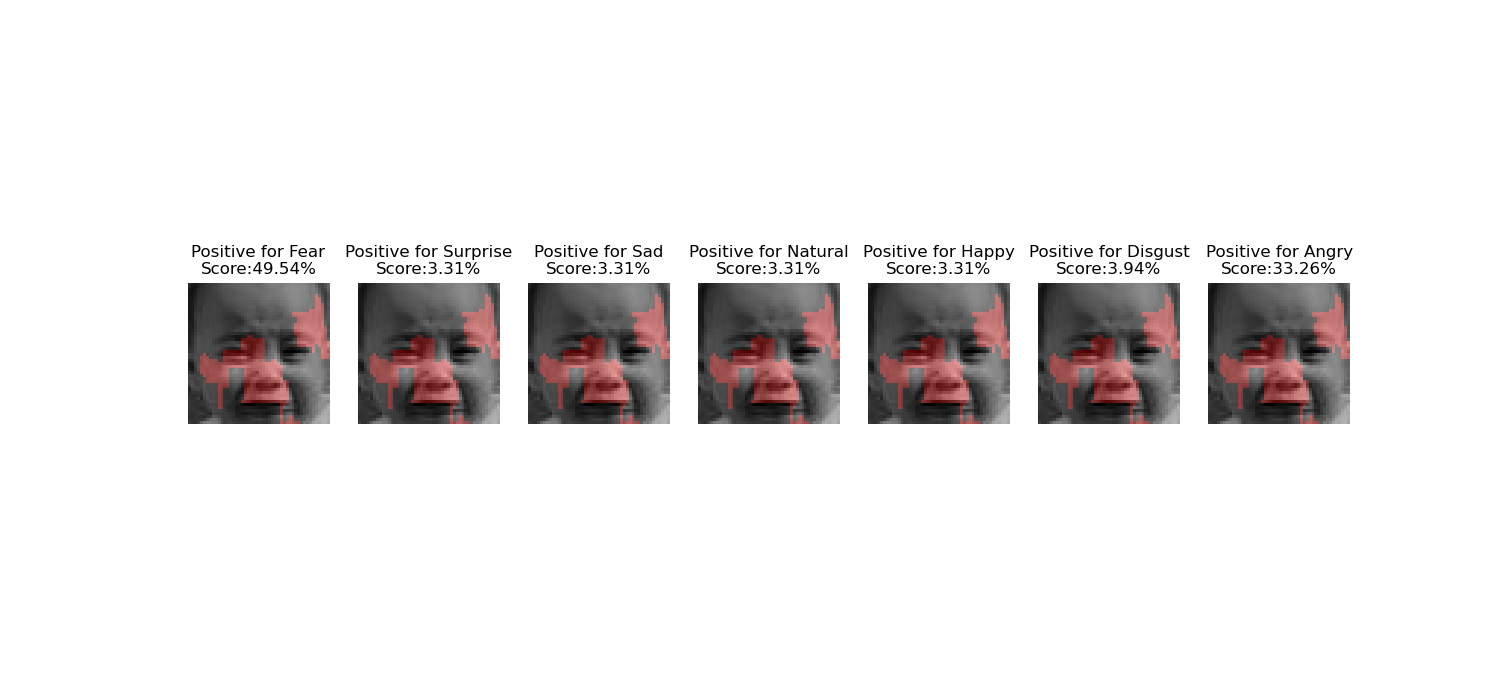 Positive for Fear
Score:49.54%
Positive for Surprise
Score:3.31%
Positive for Sad
Score:3.31%
Positive for Natural
Score:3.31%
Positive for Happy
Score:3.31%
Positive for Disgust
Score:3.94%
Positive for Angry
Score:33.26%